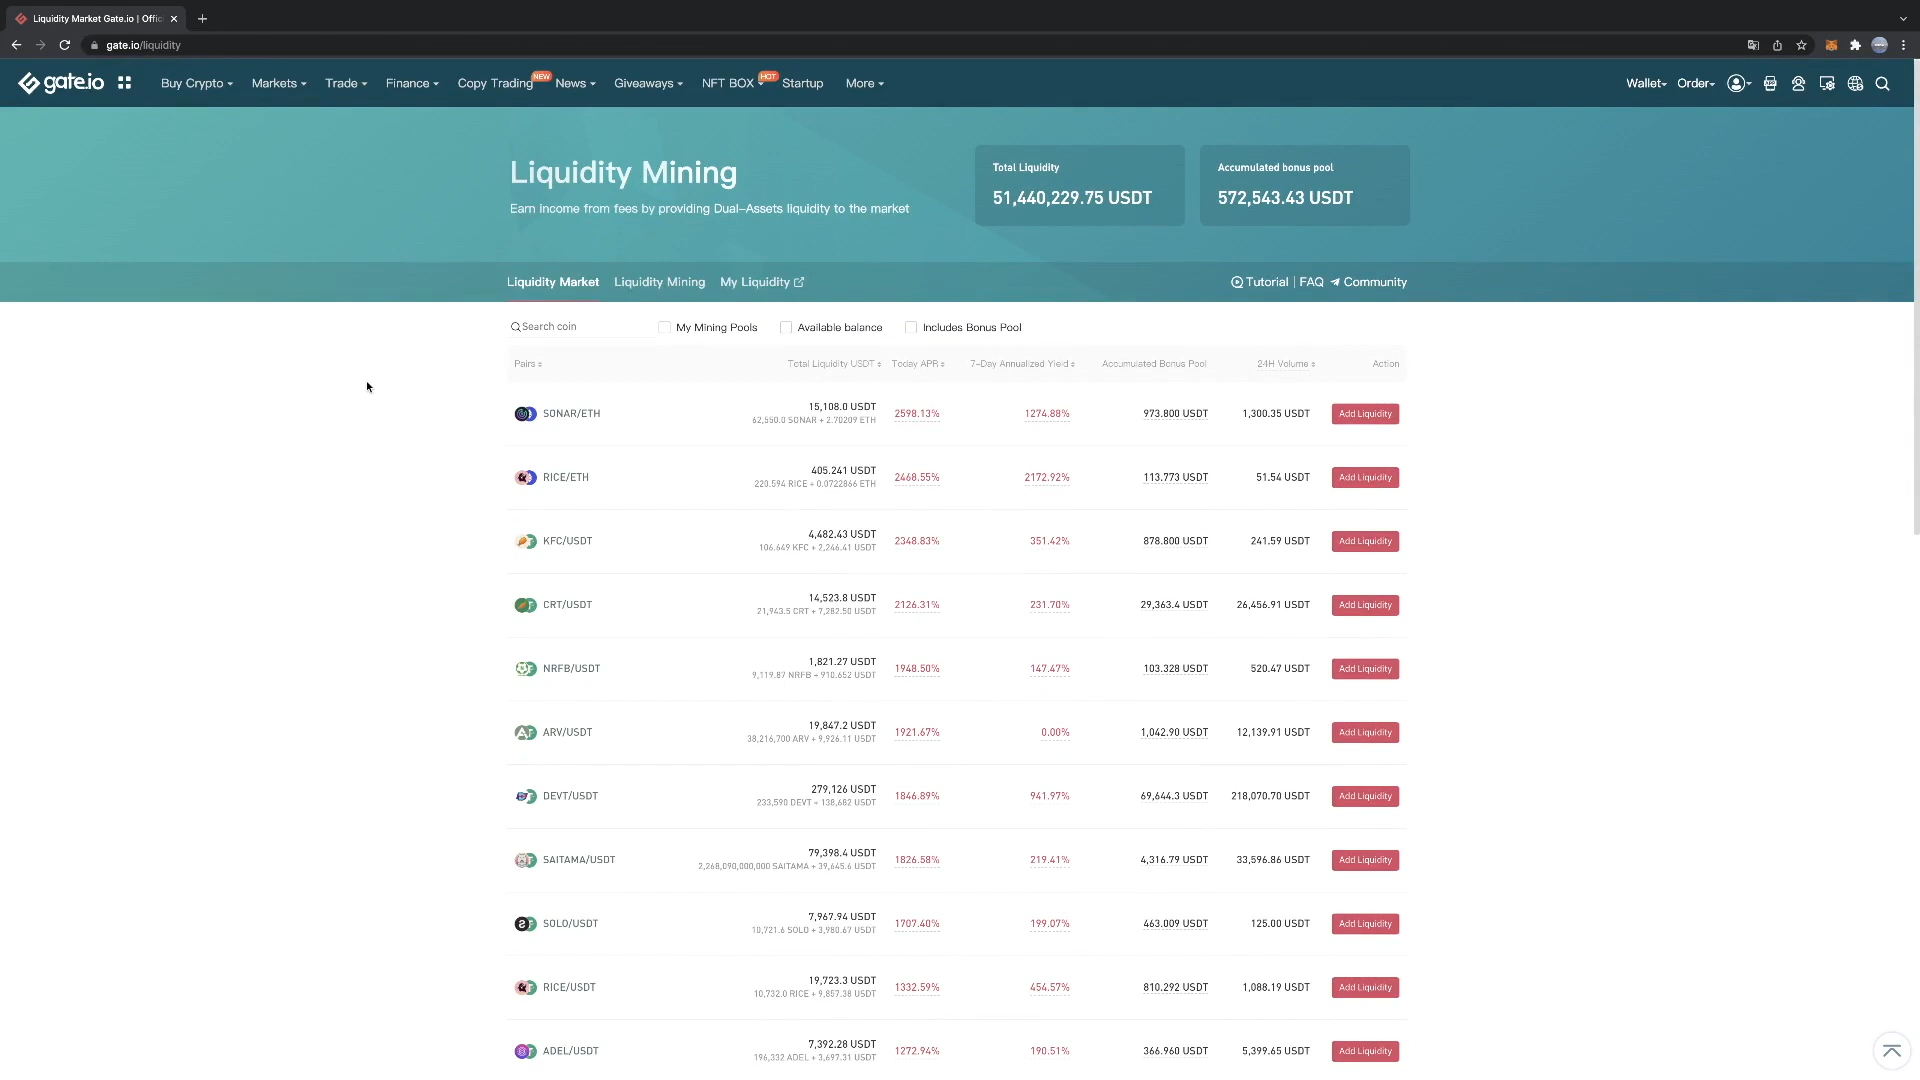 Liquidity Market Gate.io | Offic
gate.io/liquidity
gate.io
Buy Crypto
Markets
Trade
Finance
Copy Trading
NEW
News
Giveaways
NFT BOX
HOT
Startup
More
Wallet
Order
Liquidity Mining
Earn income from fees by providing Dual-Assets liquidity to the market
Total Liquidity
51,440,229.75 USDT
Accumulated bonus pool
572,543.43 USDT
Liquidity Market
Liquidity Mining
My Liquidity
Tutorial | FAQ
Community
Search coin
My Mining Pools
Available balance
Includes Bonus Pool
Pairs
Total Liquidity USDT
Today APR
7-Day Annualized Yield
Accumulated Bonus Pool
24H Volume
Action
SONAR/ETH
15,108.0 USDT
62,550.0 SONAR + 2.70209 ETH
2598.13%
1274.88%
973.800 USDT
1,300.35 USDT
Add Liquidity
RICE/ETH
405.241 USDT
220.594 RICE + 0.0722866 ETH
2468.55%
2172.92%
113.773 USDT
51.54 USDT
Add Liquidity
KFC/USDT
4,482.43 USDT
106.649 KFC + 2,246.41 USDT
2348.83%
351.42%
878.800 USDT
241.59 USDT
Add Liquidity
CRT/USDT
14,523.8 USDT
21,943.5 CRT + 7,282.50 USDT
2126.31%
231.70%
29,363.4 USDT
26,456.91 USDT
Add Liquidity
NRFB/USDT
1,821.27 USDT
9,119.87 NRFB + 910.652 USDT
1948.50%
147.47%
103.328 USDT
520.47 USDT
Add Liquidity
ARV/USDT
19,847.2 USDT
38,216,700 ARV + 9,926.11 USDT
1921.67%
0.00%
1,042.90 USDT
12,139.91 USDT
Add Liquidity
DEVT/USDT
279,126 USDT
233,590 DEVT + 138,682 USDT
1846.89%
941.97%
69,644.3 USDT
218,070.70 USDT
Add Liquidity
SAITAMA/USDT
79,398.4 USDT
2,268,090,000,000 SAITAMA + 39,645.6 USDT
1826.58%
219.41%
4,316.79 USDT
33,596.86 USDT
Add Liquidity
SOLO/USDT
7,967.94 USDT
10,721.6 SOLO + 3,980.67 USDT
1707.40%
199.07%
463.009 USDT
125.00 USDT
Add Liquidity
RICE/USDT
19,723.3 USDT
10,732.0 RICE + 9,857.38 USDT
1332.59%
454.57%
810.292 USDT
1,088.19 USDT
Add Liquidity
ADEL/USDT
7,392.28 USDT
196,332 ADEL + 3,697.31 USDT
1272.94%
190.51%
366.960 USDT
5,399.65 USDT
Add Liquidity